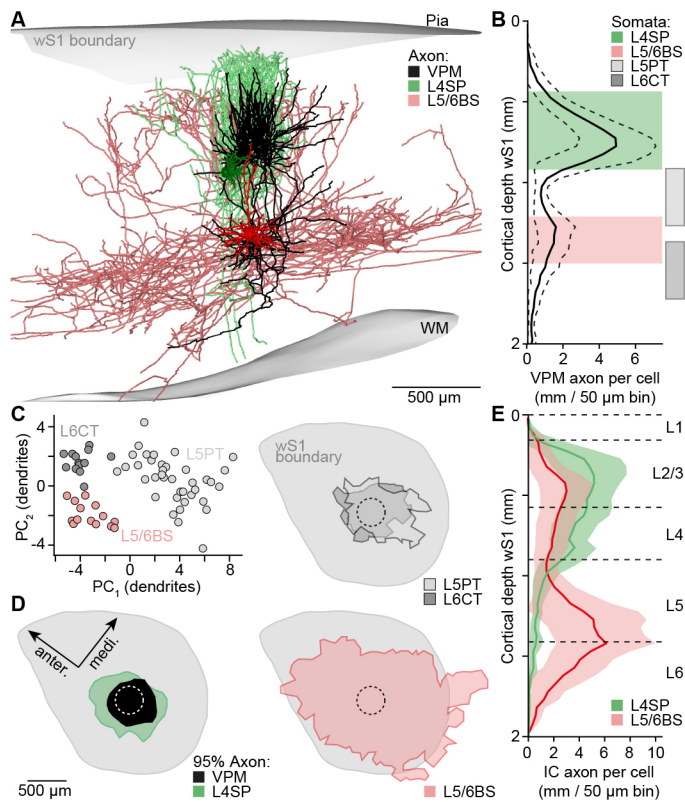 A
Pia
wS1 boundary
Axon:
VPM
L4SP
L5/6BS
WM
500 µm
B
Somata:
L4SP
L5/6BS
L5PT
L6CT
0
Cortical depth wS1 (mm)
2
0 2 4 6
VPM axon per cell
(mm / 50 µm bin)
C
L6CT
L5PT
L5/6BS
4
2
0
-4
PC2 (dendrites)
-4 0 4 8
PC1 (dendrites)
wS1
boundary
L5PT
L6CT
D
anter.
medi.
500 µm
95% Axon:
VPM
L4SP
L5/6BS
E
0
L1
L2/3
L4
L5
L6
Cortical depth wS1 (mm)
2
L4SP
L5/6BS
0 2 4 6 8 10
IC axon per cell
(mm / 50 µm bin)